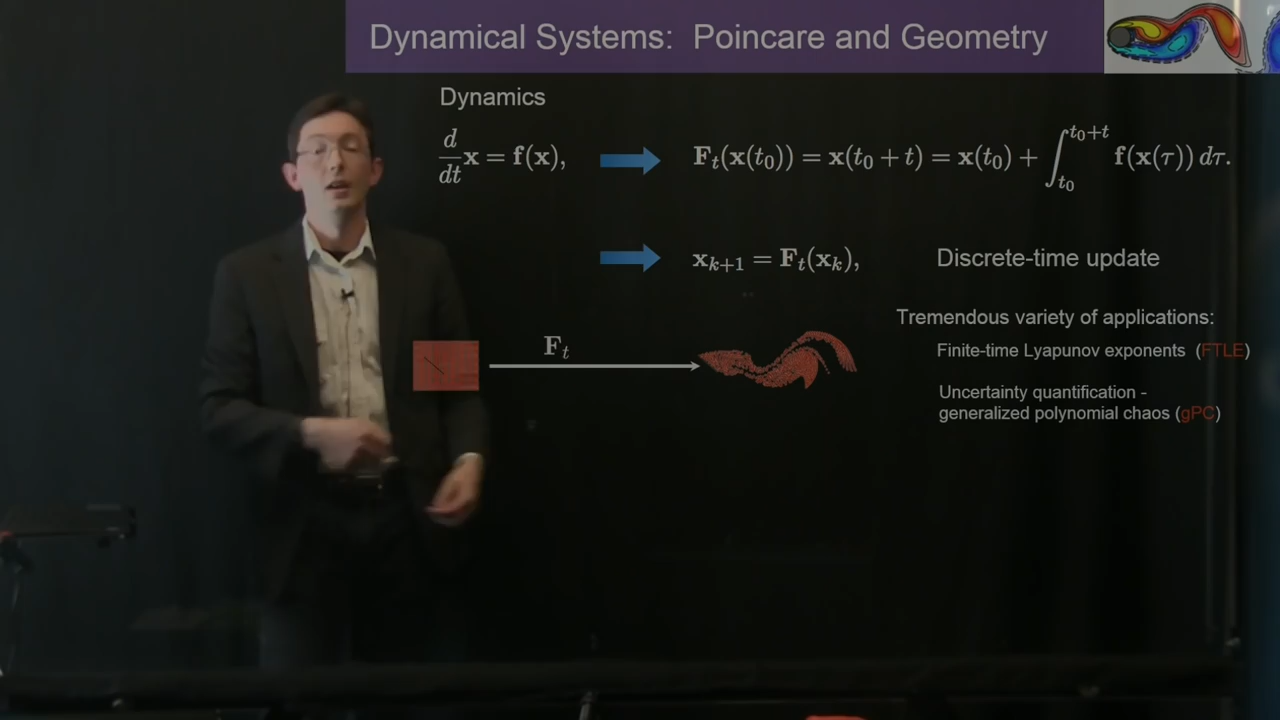 Dynamical Systems: Poincare and Geometry
Dynamics
d/dt x = f(x), F_t(x(t_0)) = x(t_0 + t) = x(t_0) + ∫_{t_0}^{t_0+t} f(x(τ)) dτ.
x_{k+1} = F_t(x_k), Discrete-time update
Tremendous variety of applications:
F_t
Finite-time Lyapunov exponents (FTLE)
Uncertainty quantification -
generalized polynomial chaos (gPC)